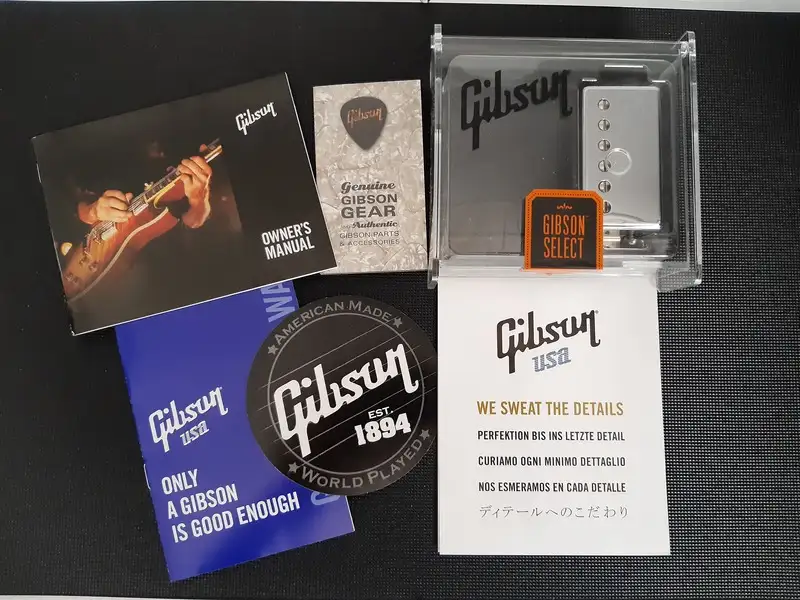 Gibson
OWNER'S
MANUAL
Gibson
Genuine
GIBSON
GEAR
Authentic
GIBSON PARTS
& ACCESSORIES
Gibson
GIBSON
SELECT
WA
Gibson
usa
ONLY
A GIBSON
IS GOOD ENOUGH
AMERICAN MADE
Gibson
EST.
1894
WORLD PLAYED
Gibson
usa
WE SWEAT THE DETAILS
PERFEKTION BIS INS LETZTE DETAIL
CURIAMO OGNI MINIMO DETTAGLIO
NOS ESMERAMOS EN CADA DETALLE
ディテールへのこだわり